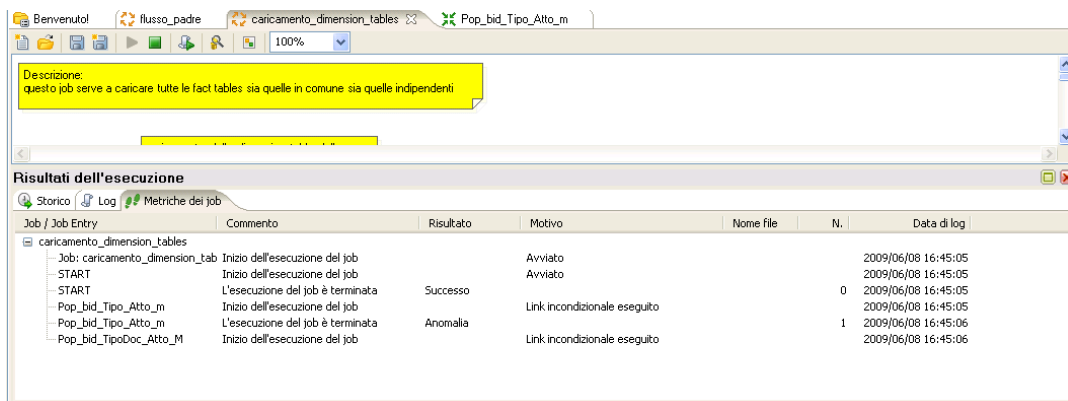 Benvenuto! flusso_padre caricamento_dimension_tables Pop_bid_Tipo_Atto_m
100%
Descrizione:
questo job serve a caricare tutte le fact tables sia quelle in comune sia quelle indipendenti
Risultati dell'esecuzione
Storico Log Metriche dei job
Job / Job Entry Commento Risultato Motivo Nome file N. Data di log
caricamento_dimension_tables
Job: caricamento_dimension_tab Inizio dell'esecuzione del job Avviato 2009/06/08 16:45:05
START Inizio dell'esecuzione del job Avviato 2009/06/08 16:45:05
START L'esecuzione del job è terminata Successo 0 2009/06/08 16:45:05
Pop_bid_Tipo_Atto_m Inizio dell'esecuzione del job Link incondizionale eseguito 2009/06/08 16:45:05
Pop_bid_Tipo_Atto_m L'esecuzione del job è terminata Anomalia 1 2009/06/08 16:45:06
Pop_bid_TipoDoc_Atto_M Inizio dell'esecuzione del job Link incondizionale eseguito 2009/06/08 16:45:06